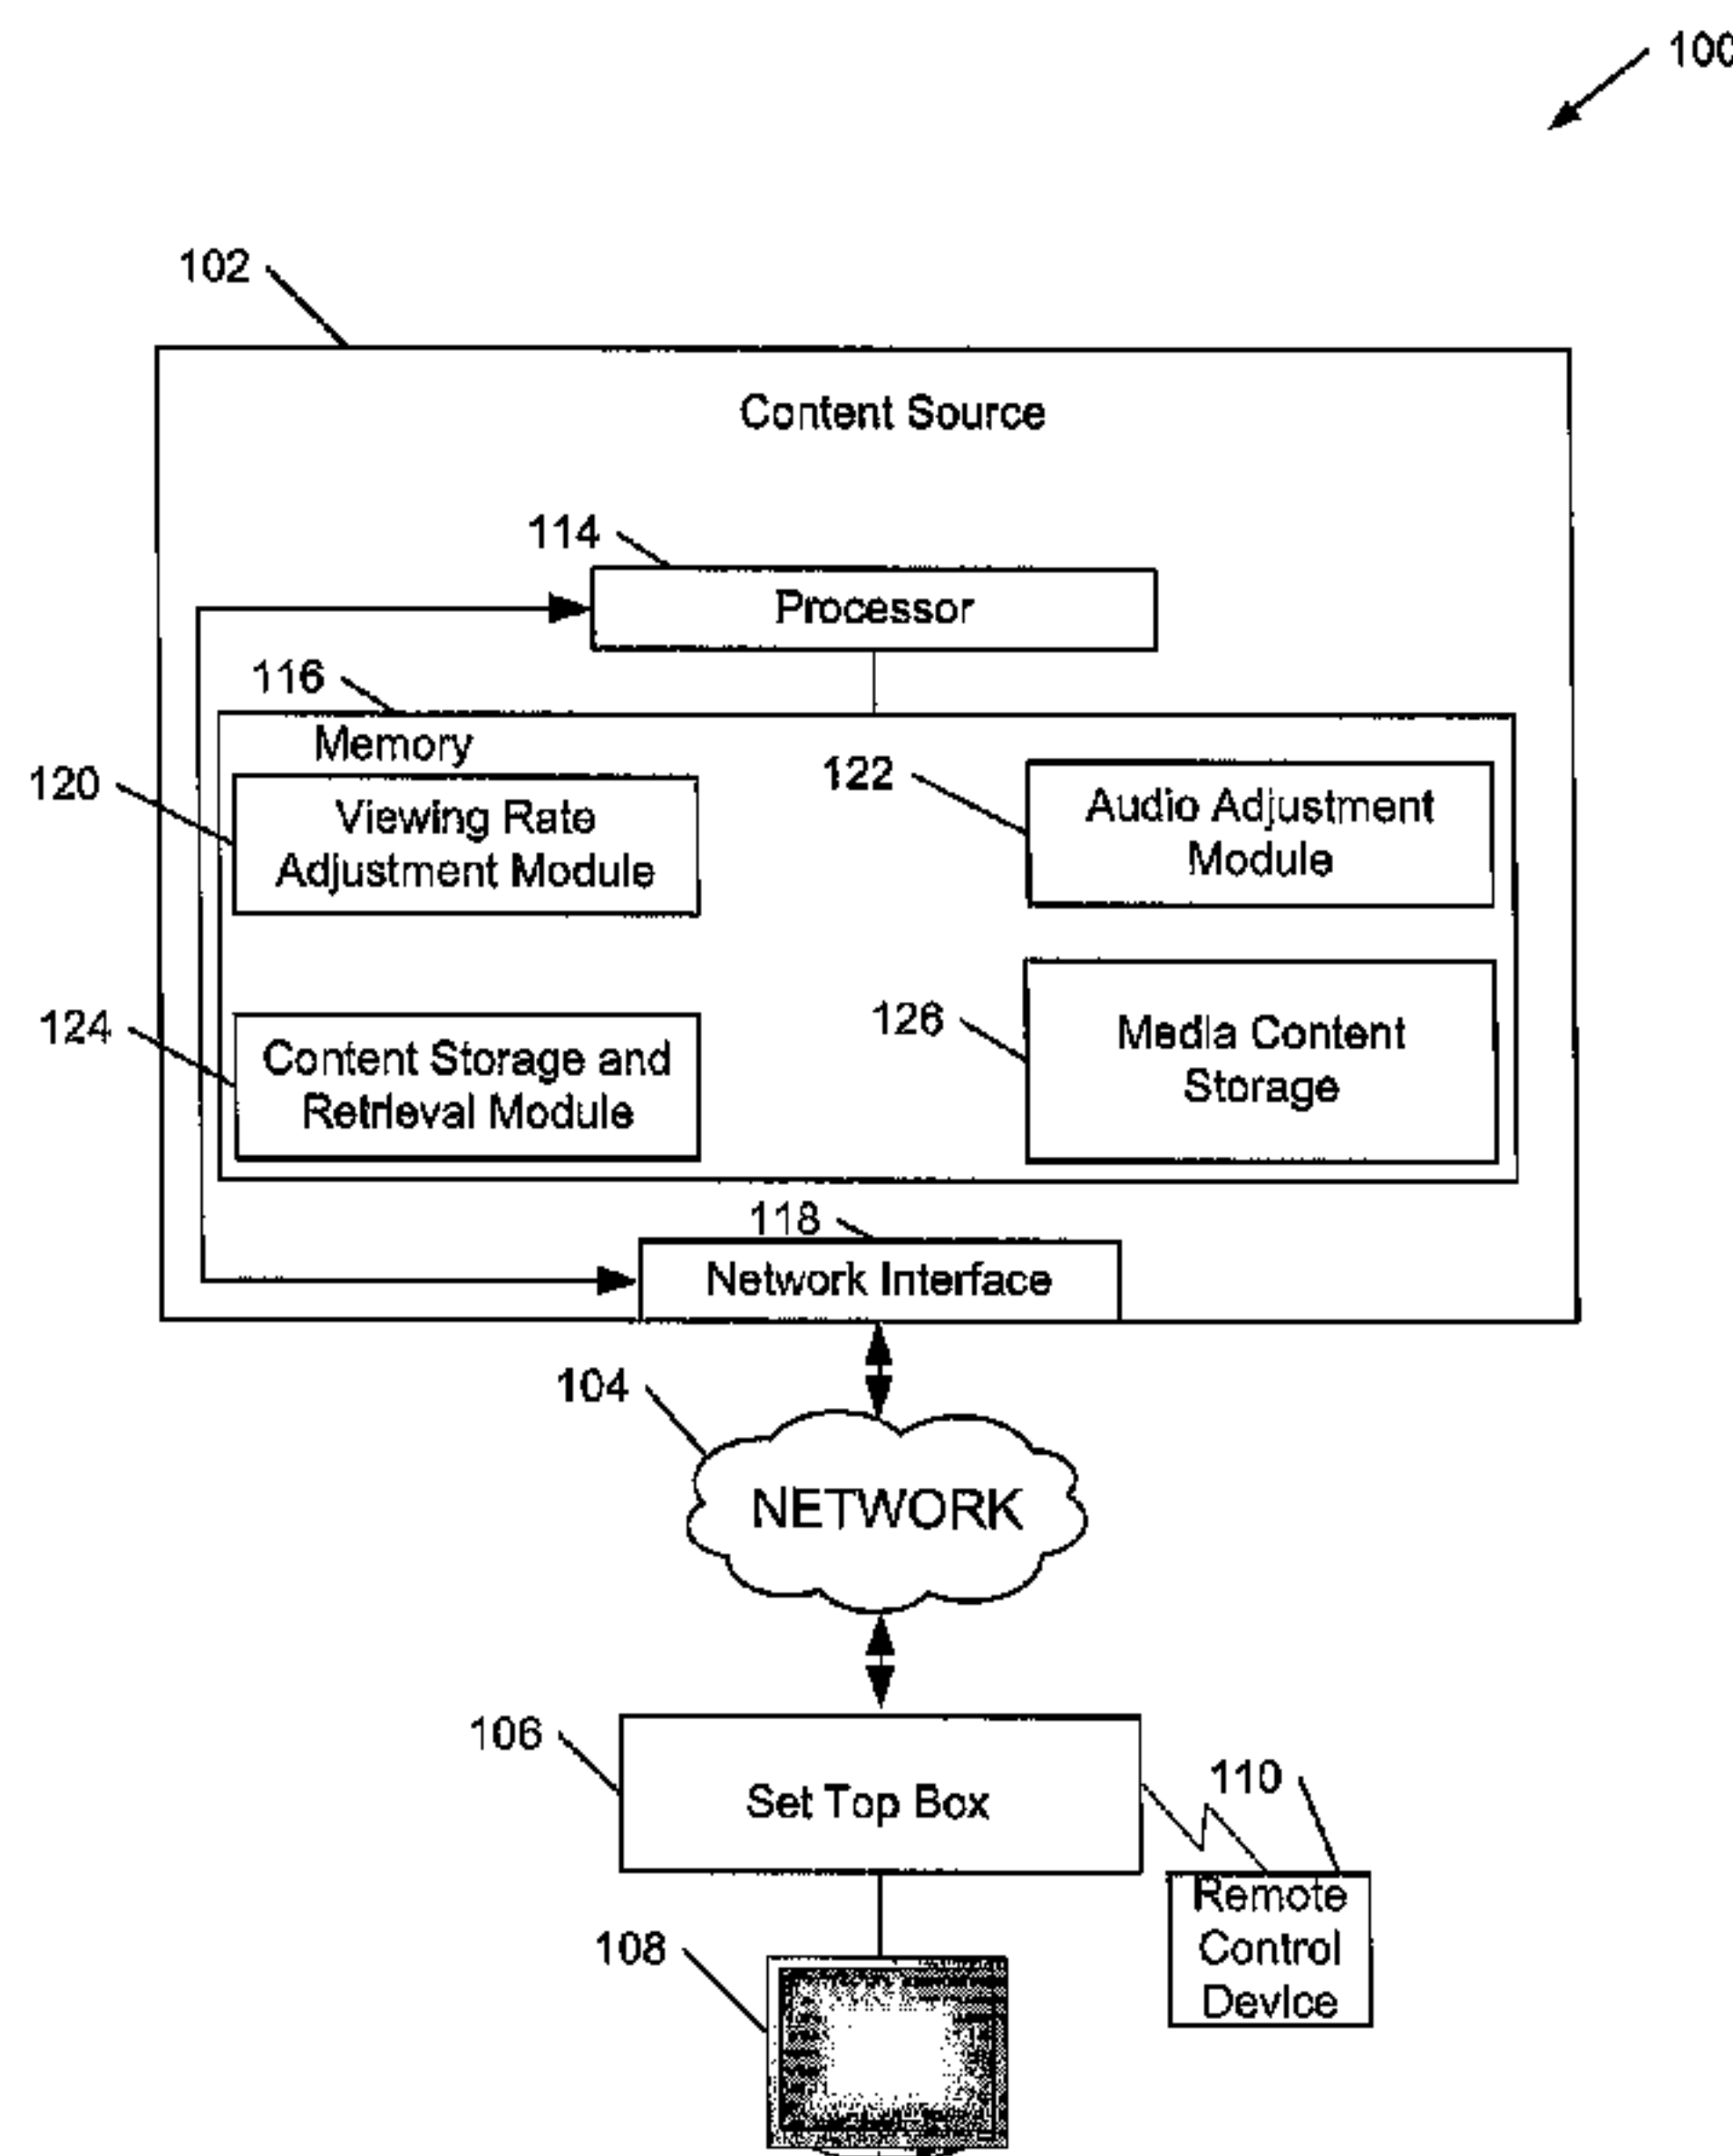 100
102
Content Source
114
Processor
116
Memory
120
Viewing Rate
Adjustment Module
122
Audio Adjustment
Module
124
Content Storage and
Retrieval Module
126
Media Content
Storage
118
Network Interface
104
NETWORK
106
Set Top Box
110
Remote
Control
Device
108